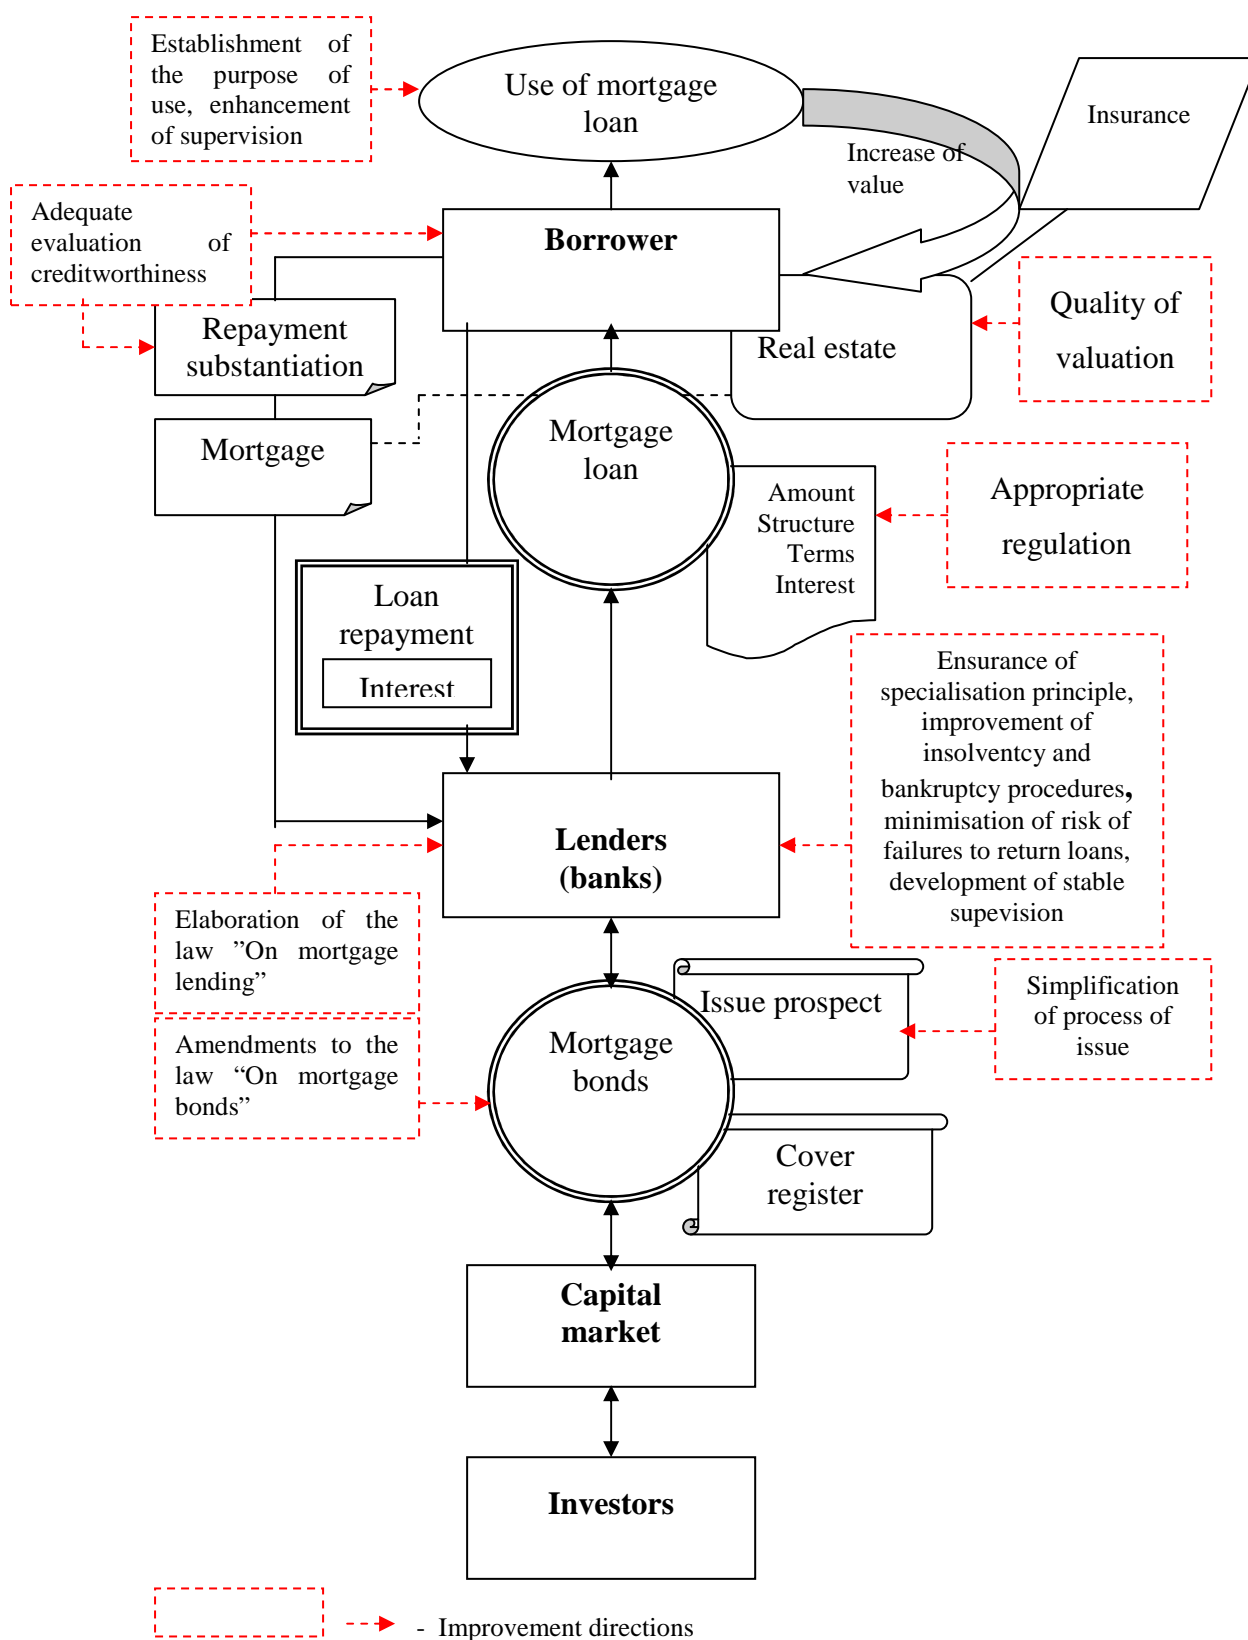 Establishment of
the purpose of
use, enhancement
of supervision
Use of mortgage
loan
Insurance
Increase of
value
Adequate
evaluation of
creditworthiness
Borrower
Repayment
substantiation
Real estate
Quality of
valuation
Mortgage
Mortgage
loan
Amount
Structure
Terms
Interest
Appropriate
regulation
Loan
repayment
Interest
Ensurance of
specialisation principle,
improvement of
insolventcy and
bankruptcy procedures,
minimisation of risk of
failures to return loans,
development of stable
supevision
Lenders
(banks)
Elaboration of the
law ”On mortgage
lending”
Issue prospect
Simplification
of process of
issue
Amendments to the
law “On mortgage
bonds”
Mortgage
bonds
Cover
register
Capital
market
Investors
- Improvement directions